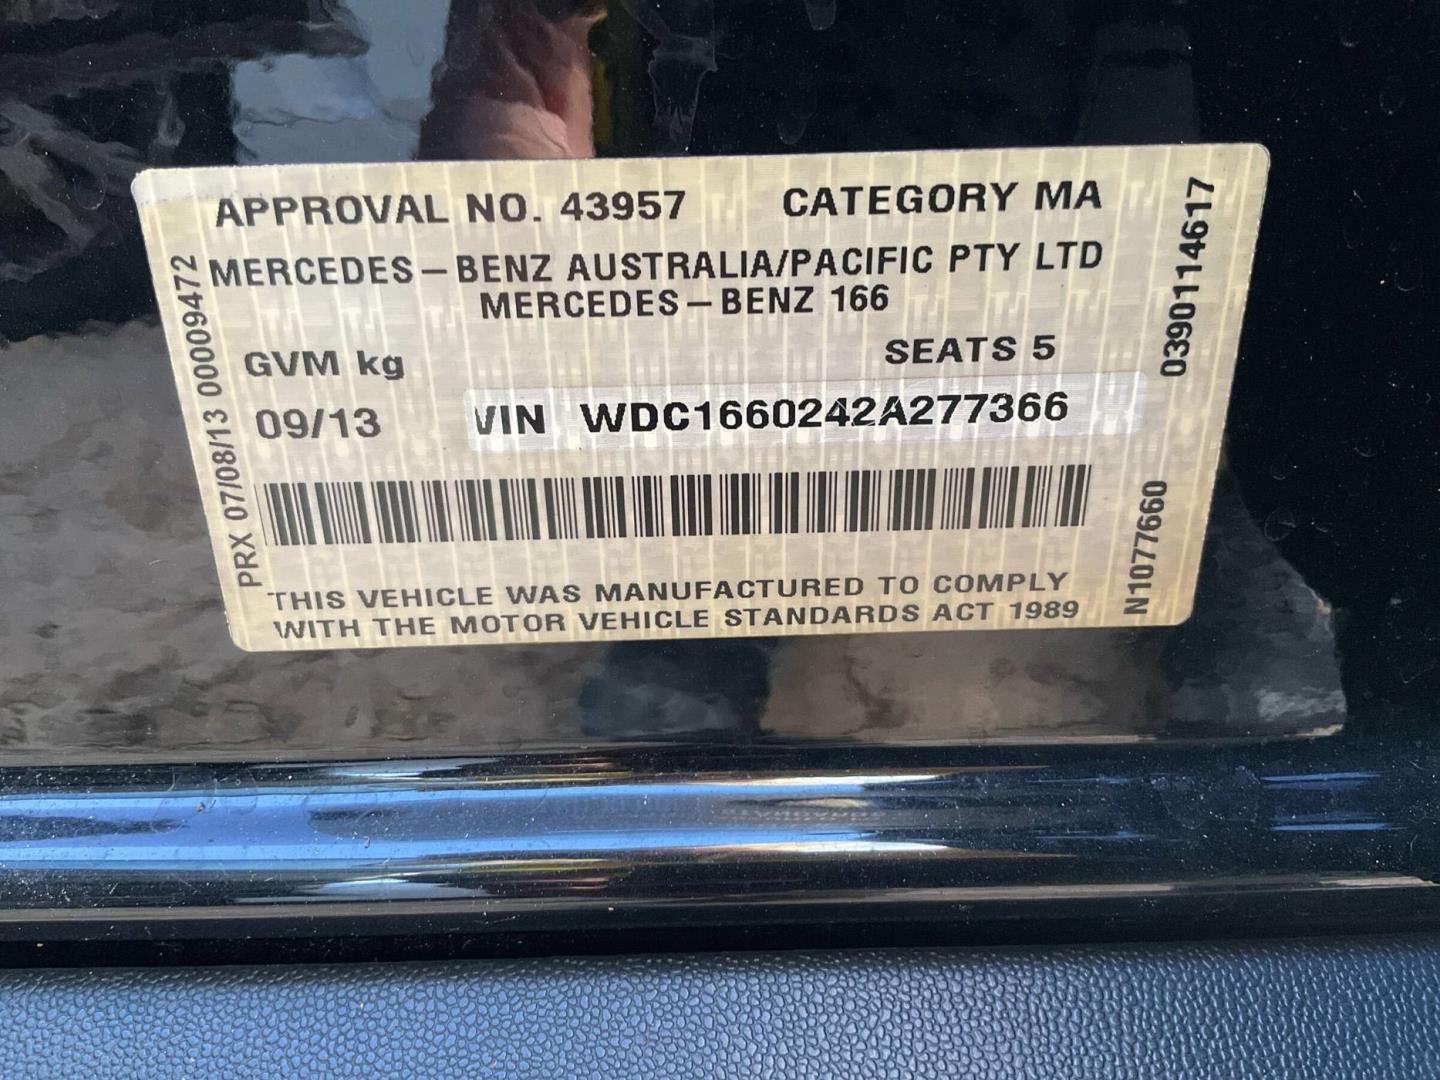 APPROVAL NO. 43957 CATEGORY MA
MERCEDES-BENZ AUSTRALIA/PACIFIC PTY LTD
MERCEDES-BENZ 166
GVM kg SEATS 5
09/13 VIN WDC1660242A277366
THIS VEHICLE WAS MANUFACTURED TO COMPLY
WITH THE MOTOR VEHICLE STANDARDS ACT 1989
PRX 07/08/13 00009472
03901114617
N1077660